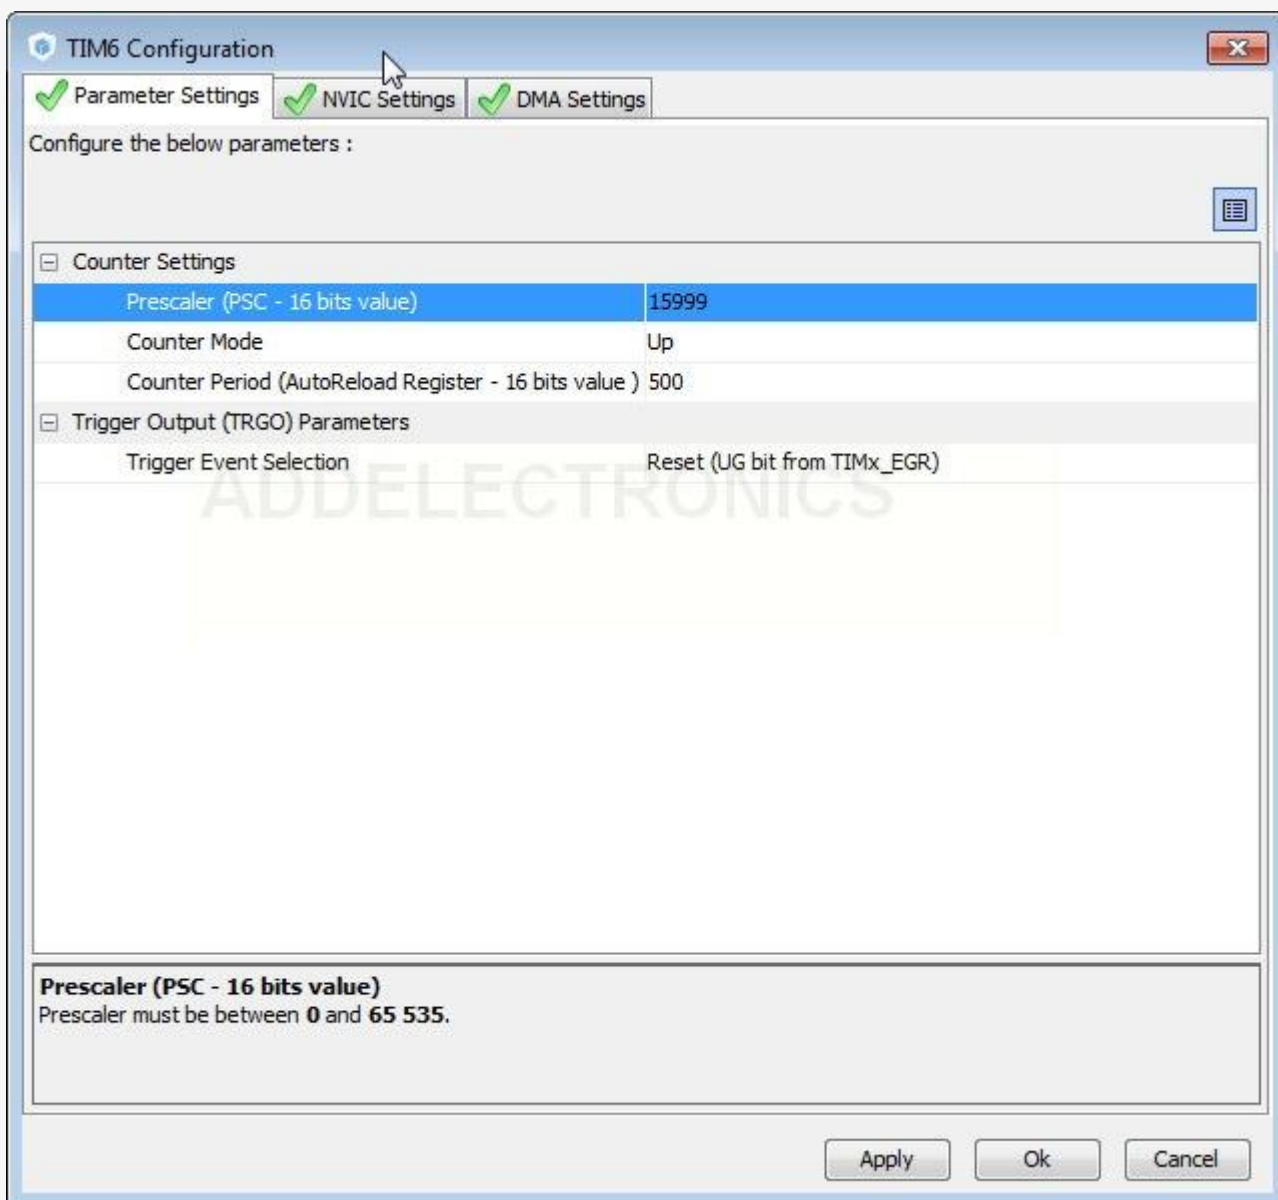 TIM6 Configuration
Parameter Settings NVIC Settings DMA Settings
Configure the below parameters :
Counter Settings
Prescaler (PSC - 16 bits value) 15999
Counter Mode Up
Counter Period (AutoReload Register - 16 bits value ) 500
Trigger Output (TRGO) Parameters
Trigger Event Selection Reset (UG bit from TIMx_EGR)
ADDELECTRONICS
Prescaler (PSC - 16 bits value)
Prescaler must be between 0 and 65 535.
Apply Ok Cancel